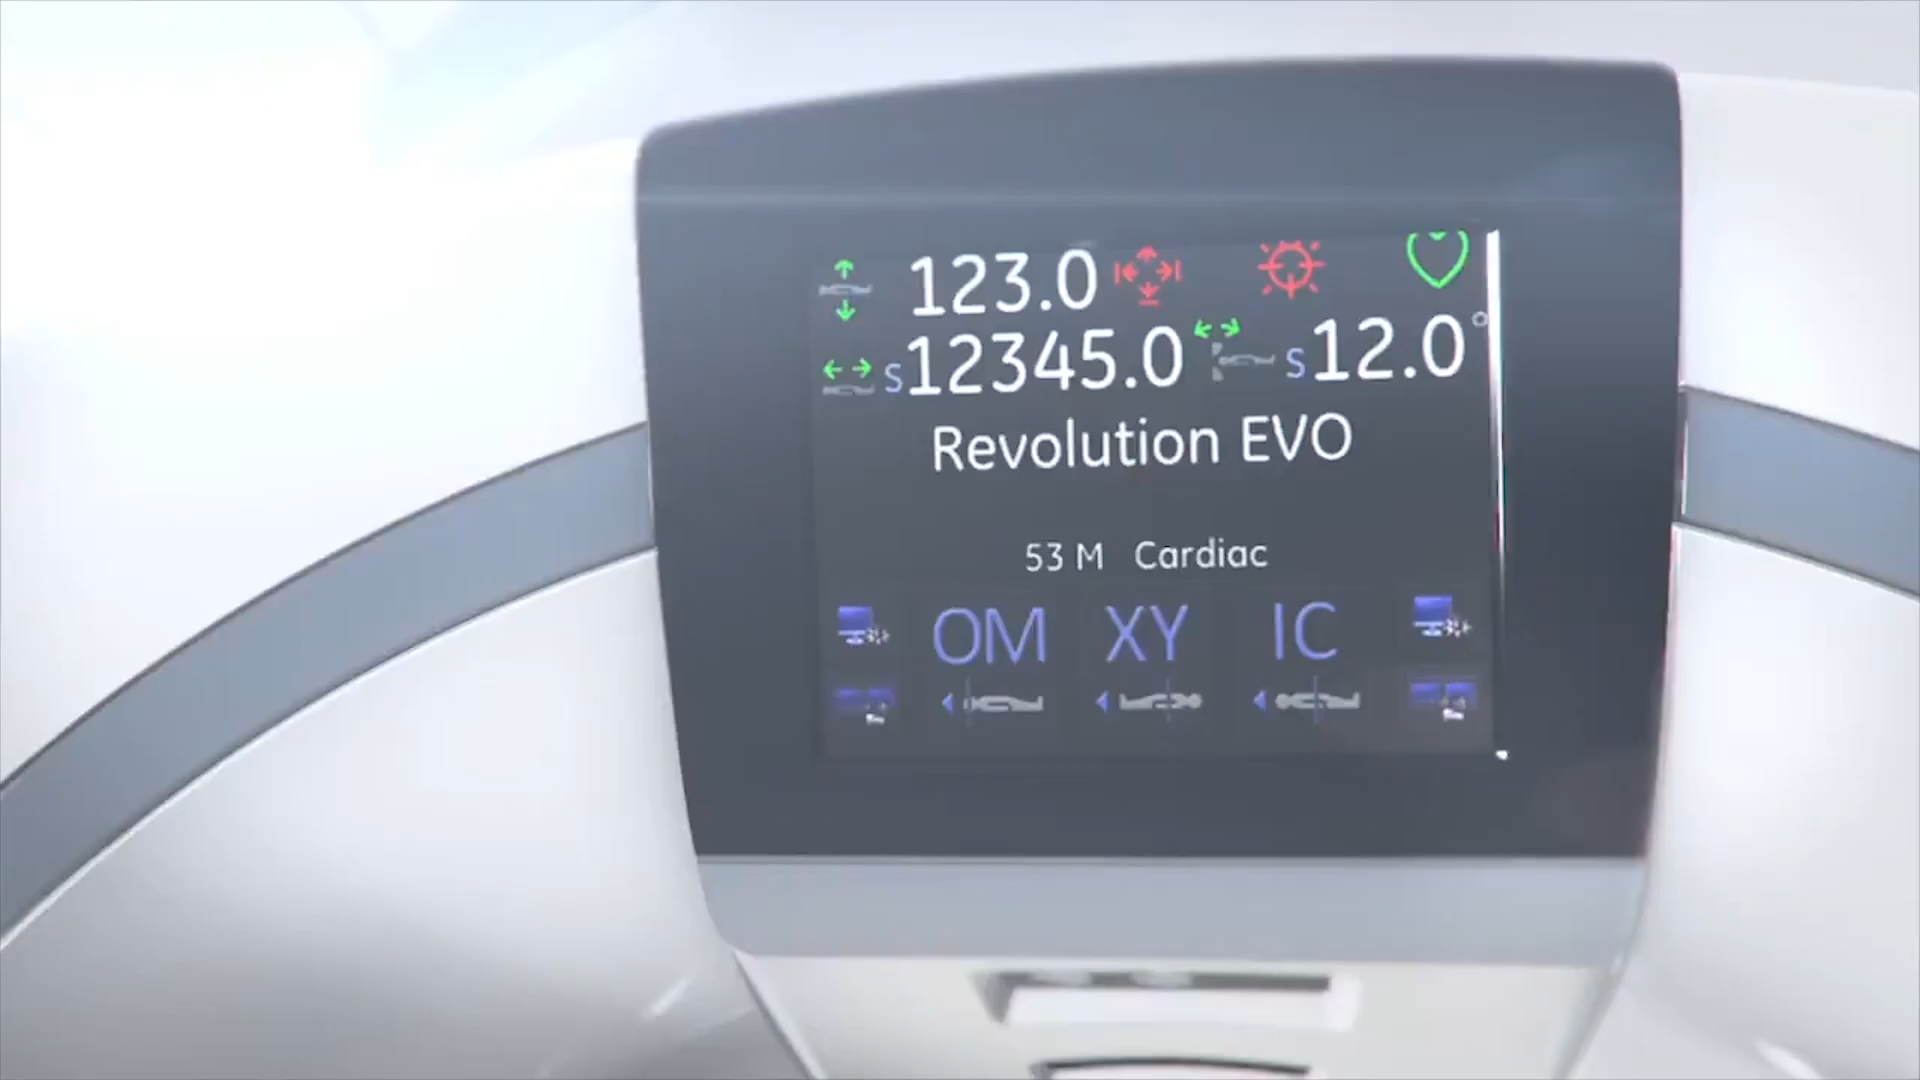 123.0
S12345.0 S12.0°
Revolution EVO
53 M Cardiac
OM XY IC